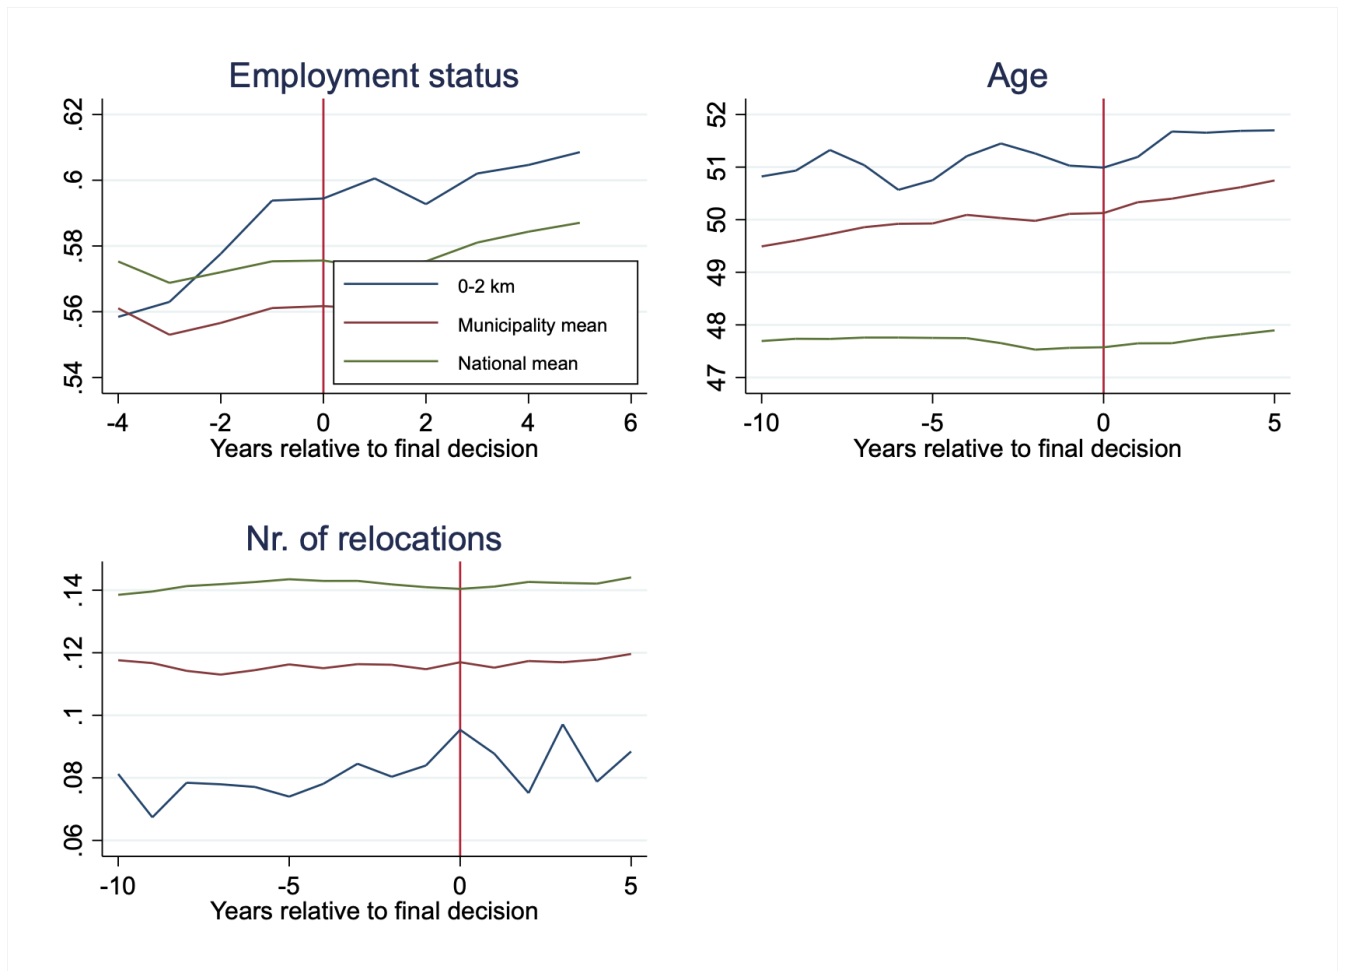 Employment status
.62
.6
.58
.56
.54
0-2 km
Municipality mean
National mean
-4 -2 0 2 4 6
Years relative to final decision
Age
52
51
50
49
48
47
-10 -5 0 5
Years relative to final decision
Nr. of relocations
.14
.12
.1
.08
.06
-10 -5 0 5
Years relative to final decision